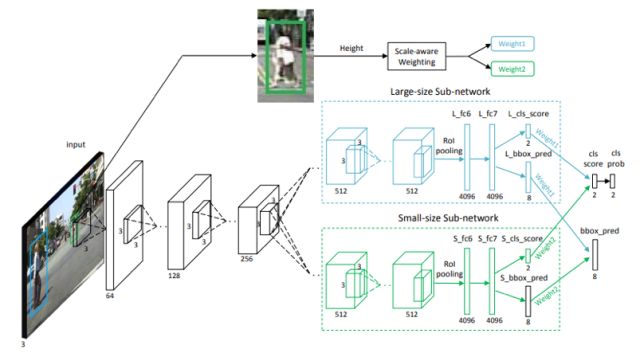 Height
Scale-aware
Weighting
Weight1
Weight2
Large-size Sub-network
input
3
3
3
64
3
3
128
3
3
256
3
3
512
512
RoI
pooling
L_fc6
4096
L_fc7
4096
L_cls_score
2
L_bbox_pred
8
Weight1
Weight1
Small-size Sub-network
3
3
512
512
RoI
pooling
S_fc6
4096
S_fc7
4096
S_cls_score
2
S_bbox_pred
8
Weight2
Weight2
cls
score
2
cls
prob
2
bbox_pred
8